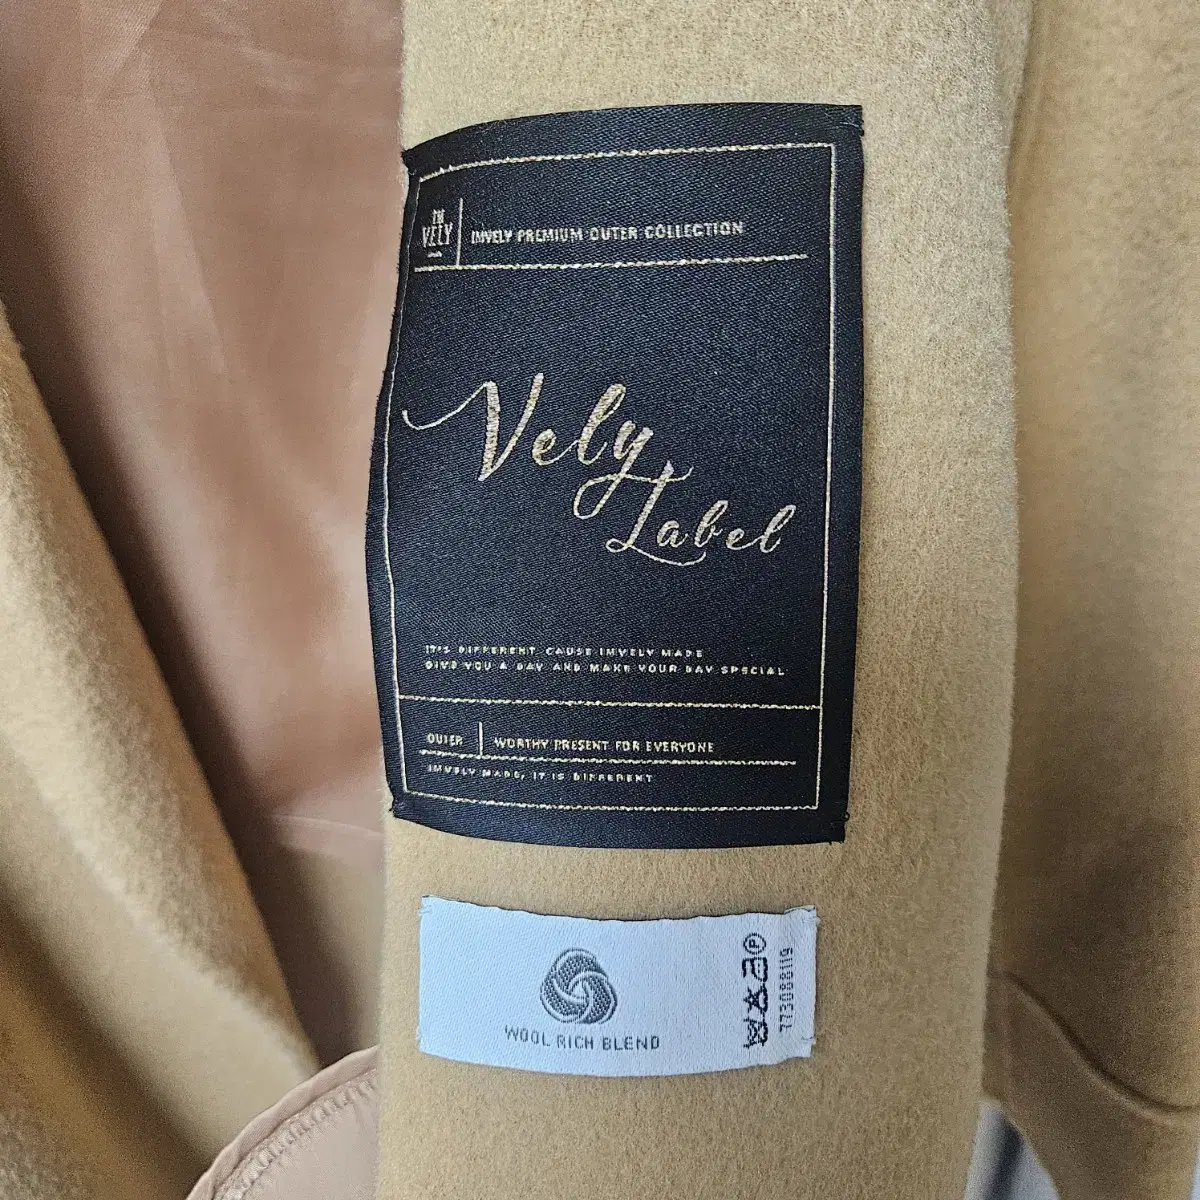 I'M
VELY
IMVELY PREMIUM OUTER COLLECTION
Vely
Label
IT'S DIFFERENT CAUSE IMVELY MADE
GIVE YOU A DAY AND MAKE YOUR DAY SPECIAL
OUTER WORTHY PRESENT FOR EVERYONE
IMVELY MADE, IT IS DIFFERENT
WOOL RICH BLEND
P
773088119